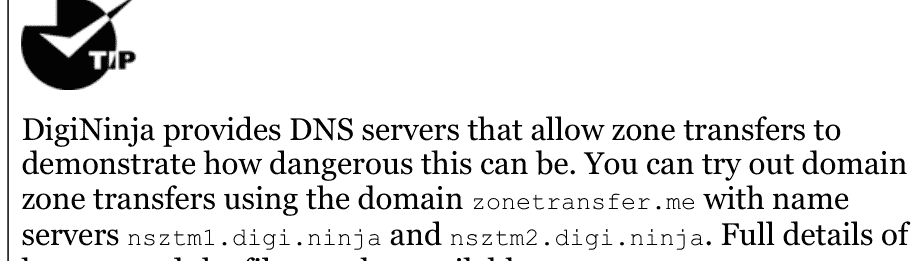 TIP
DigiNinja provides DNS servers that allow zone transfers to
demonstrate how dangerous this can be. You can try out domain
zone transfers using the domain zonetransfer.me with name
servers nsztm1.digi.ninja and nsztm2.digi.ninja. Full details of